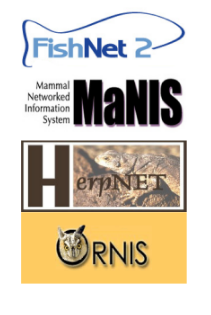 FishNet 2
Mammal
Networked
Information
System
MaNIS
HerpNET
ORNIS